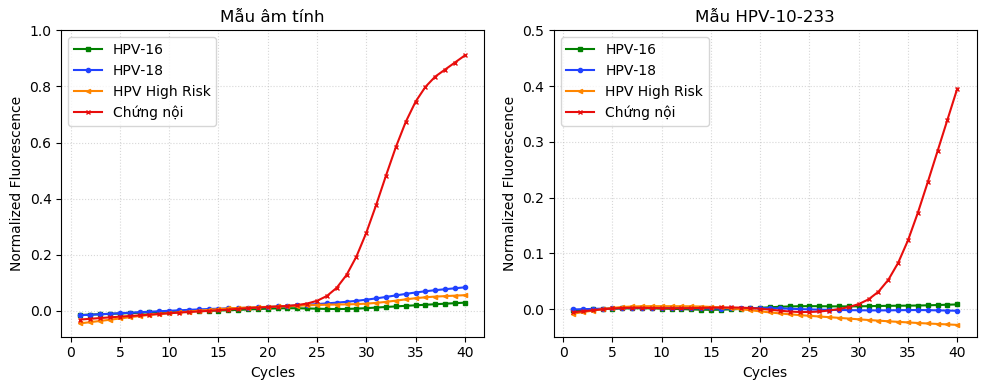 Mẫu âm tính
Normalized Fluorescence
1.0
0.8
0.6
0.4
0.2
0.0
HPV-16
HPV-18
HPV High Risk
Chứng nội
0 5 10 15 20 25 30 35 40
Cycles
Mẫu HPV-10-233
Normalized Fluorescence
0.5
0.4
0.3
0.2
0.1
0.0
HPV-16
HPV-18
HPV High Risk
Chứng nội
0 5 10 15 20 25 30 35 40
Cycles